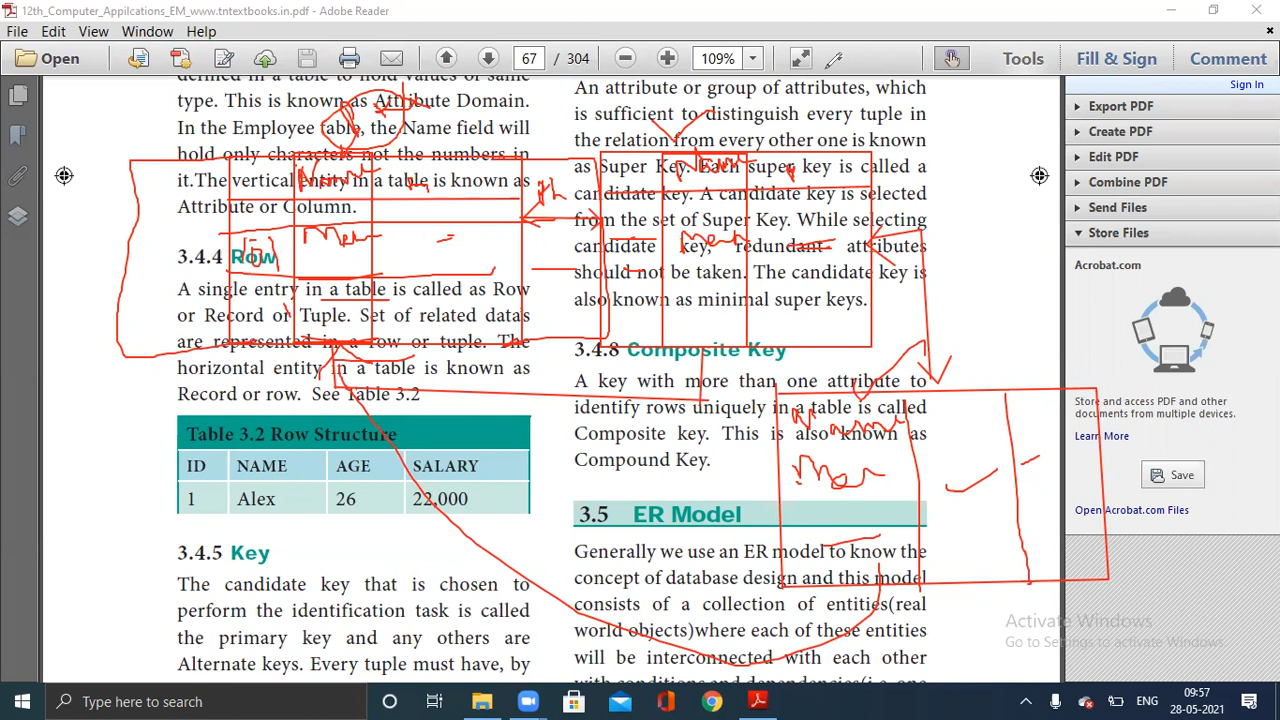 12th_Computer_Applications_EM_www.tntextbooks.in.pdf - Adobe Reader
File Edit View Window Help
Open 67 / 304 109% Tools Fill & Sign Comment
defined in a table to hold values of same
type. This is known as Attribute Domain.
In the Employee table, the Name field will
hold only characters not the numbers in
it.The vertical entity in a table is known as
Attribute or Column.
3.4.4 Row
A single entry in a table is called as Row
or Record or Tuple. Set of related data's
are represented in a row or tuple. The
horizontal entity in a table is known as
Record or row. See Table 3.2
Table 3.2 Row Structure
ID NAME AGE SALARY
1 Alex 26 22,000
3.4.5 Key
The candidate key that is chosen to
perform the identification task is called
the primary key and any others are
Alternate keys. Every tuple must have, by
An attribute or group of attributes, which
is sufficient to distinguish every tuple in
the relation from every other one is known
as Super Key. Each super key is called a
candidate key. A candidate key is selected
from the set of Super Key. While selecting
candidate key, redundant attributes
should not be taken. The candidate key is
also known as minimal super keys.
3.4.8 Composite Key
A key with more than one attribute to
identify rows uniquely in a table is called
Composite key. This is also known as
Compound Key.
3.5 ER Model
Generally we use an ER model to know the
concept of database design and this model
consists of a collection of entities(real
world objects)where each of these entities
will be interconnected with each other
with conditions and dependencies(i.e. one
Sign In
Export PDF
Create PDF
Edit PDF
Combine PDF
Send Files
Store Files
Acrobat.com
Store and access PDF and other
documents from multiple devices.
Learn More
Save
Open Acrobat.com Files
Activate Windows
Go to Settings to activate Windows.
Type here to search
ENG
09:57
28-05-2021